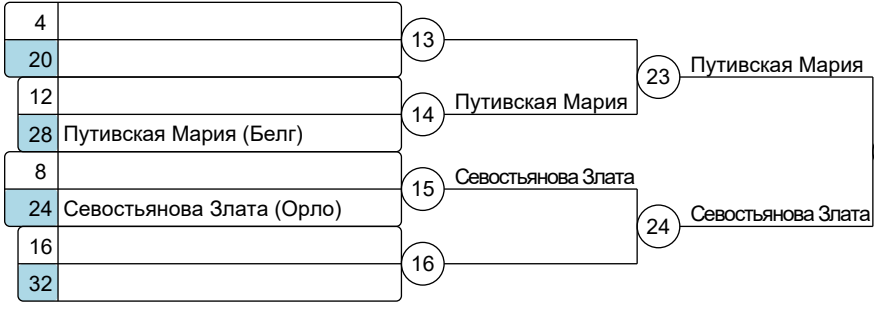 4
13
20
23 Путивская Мария
12
14 Путивская Мария
28 Путивская Мария (Белг)
8
15 Севостьянова Злата
24 Севостьянова Злата (Орло)
24 Севостьянова Злата
16
16
32